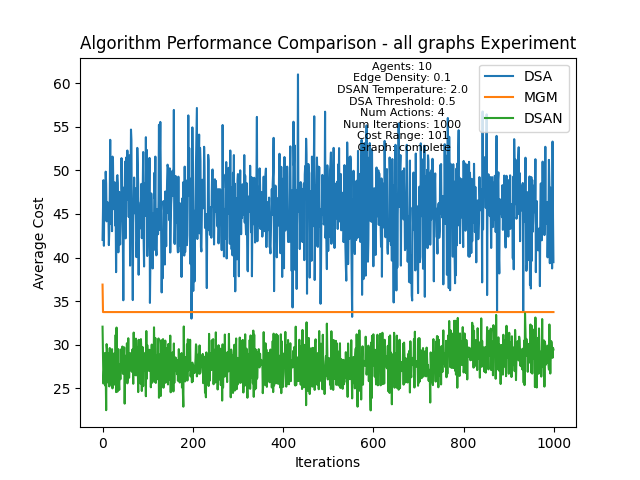 Algorithm Performance Comparison - all graphs Experiment
Agents: 10
Edge Density: 0.1
DSAN Temperature: 2.0
DSA Threshold: 0.5
Num Actions: 4
Num Iterations: 1000
Cost Range: 101
Graph: complete
DSA
MGM
DSAN
Average Cost
60
55
50
45
40
35
30
25
0
200
400
600
800
1000
Iterations